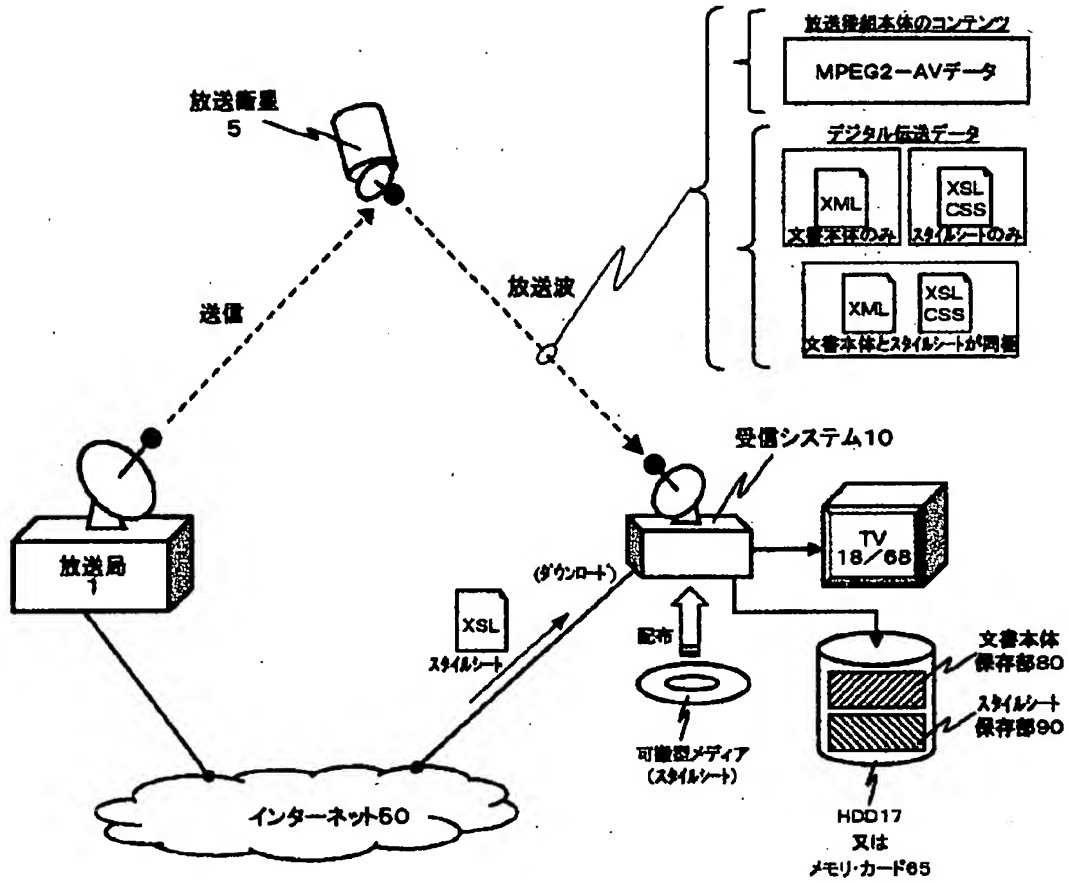 放送番組本体のコンテンツ
MPEG2-AVデータ
デジタル伝送データ
XML
文書本体のみ
XSL
CSS
スタイルシートのみ
XML
XSL
CSS
文書本体とスタイルシートが同梱
放送衛星
5
送信
放送波
受信システム10
放送局
1
TV
18/68
(ダウンロード)
XSL
スタイルシート
配布
可搬型メディア
(スタイルシート)
文書本体
保存部80
スタイルシート
保存部90
インターネット50
HDD17
又は
メモリ・カード65